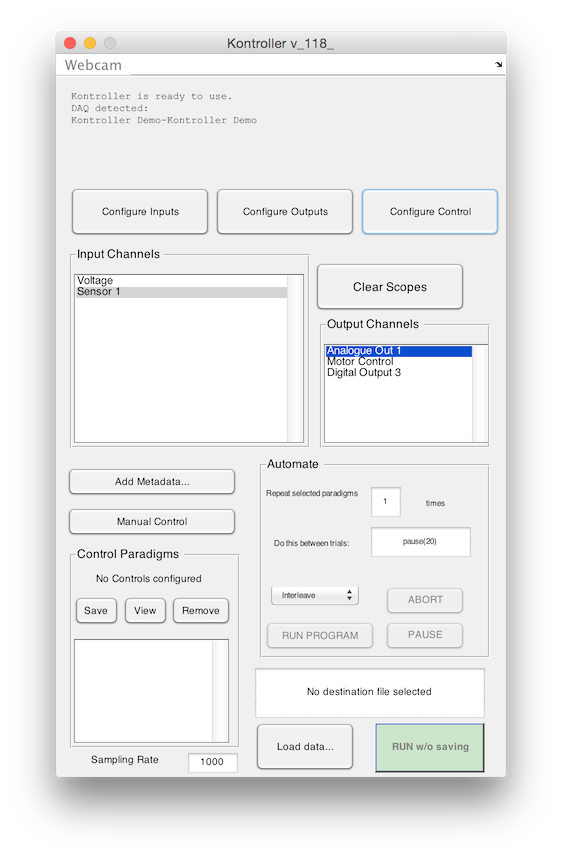 Kontroller v_118_
Webcam
Kontroller is ready to use.
DAQ detected:
Kontroller Demo-Kontroller Demo
Configure Inputs
Configure Outputs
Configure Control
Input Channels
Voltage
Sensor 1
Clear Scopes
Output Channels
Analogue Out 1
Motor Control
Digital Output 3
Add Metadata...
Manual Control
Automate
Repeat selected paradigms
1
times
Do this between trials:
pause(20)
Interleave
ABORT
RUN PROGRAM
PAUSE
Control Paradigms
No Controls configured
Save
View
Remove
No destination file selected
Sampling Rate
1000
Load data...
RUN w/o saving